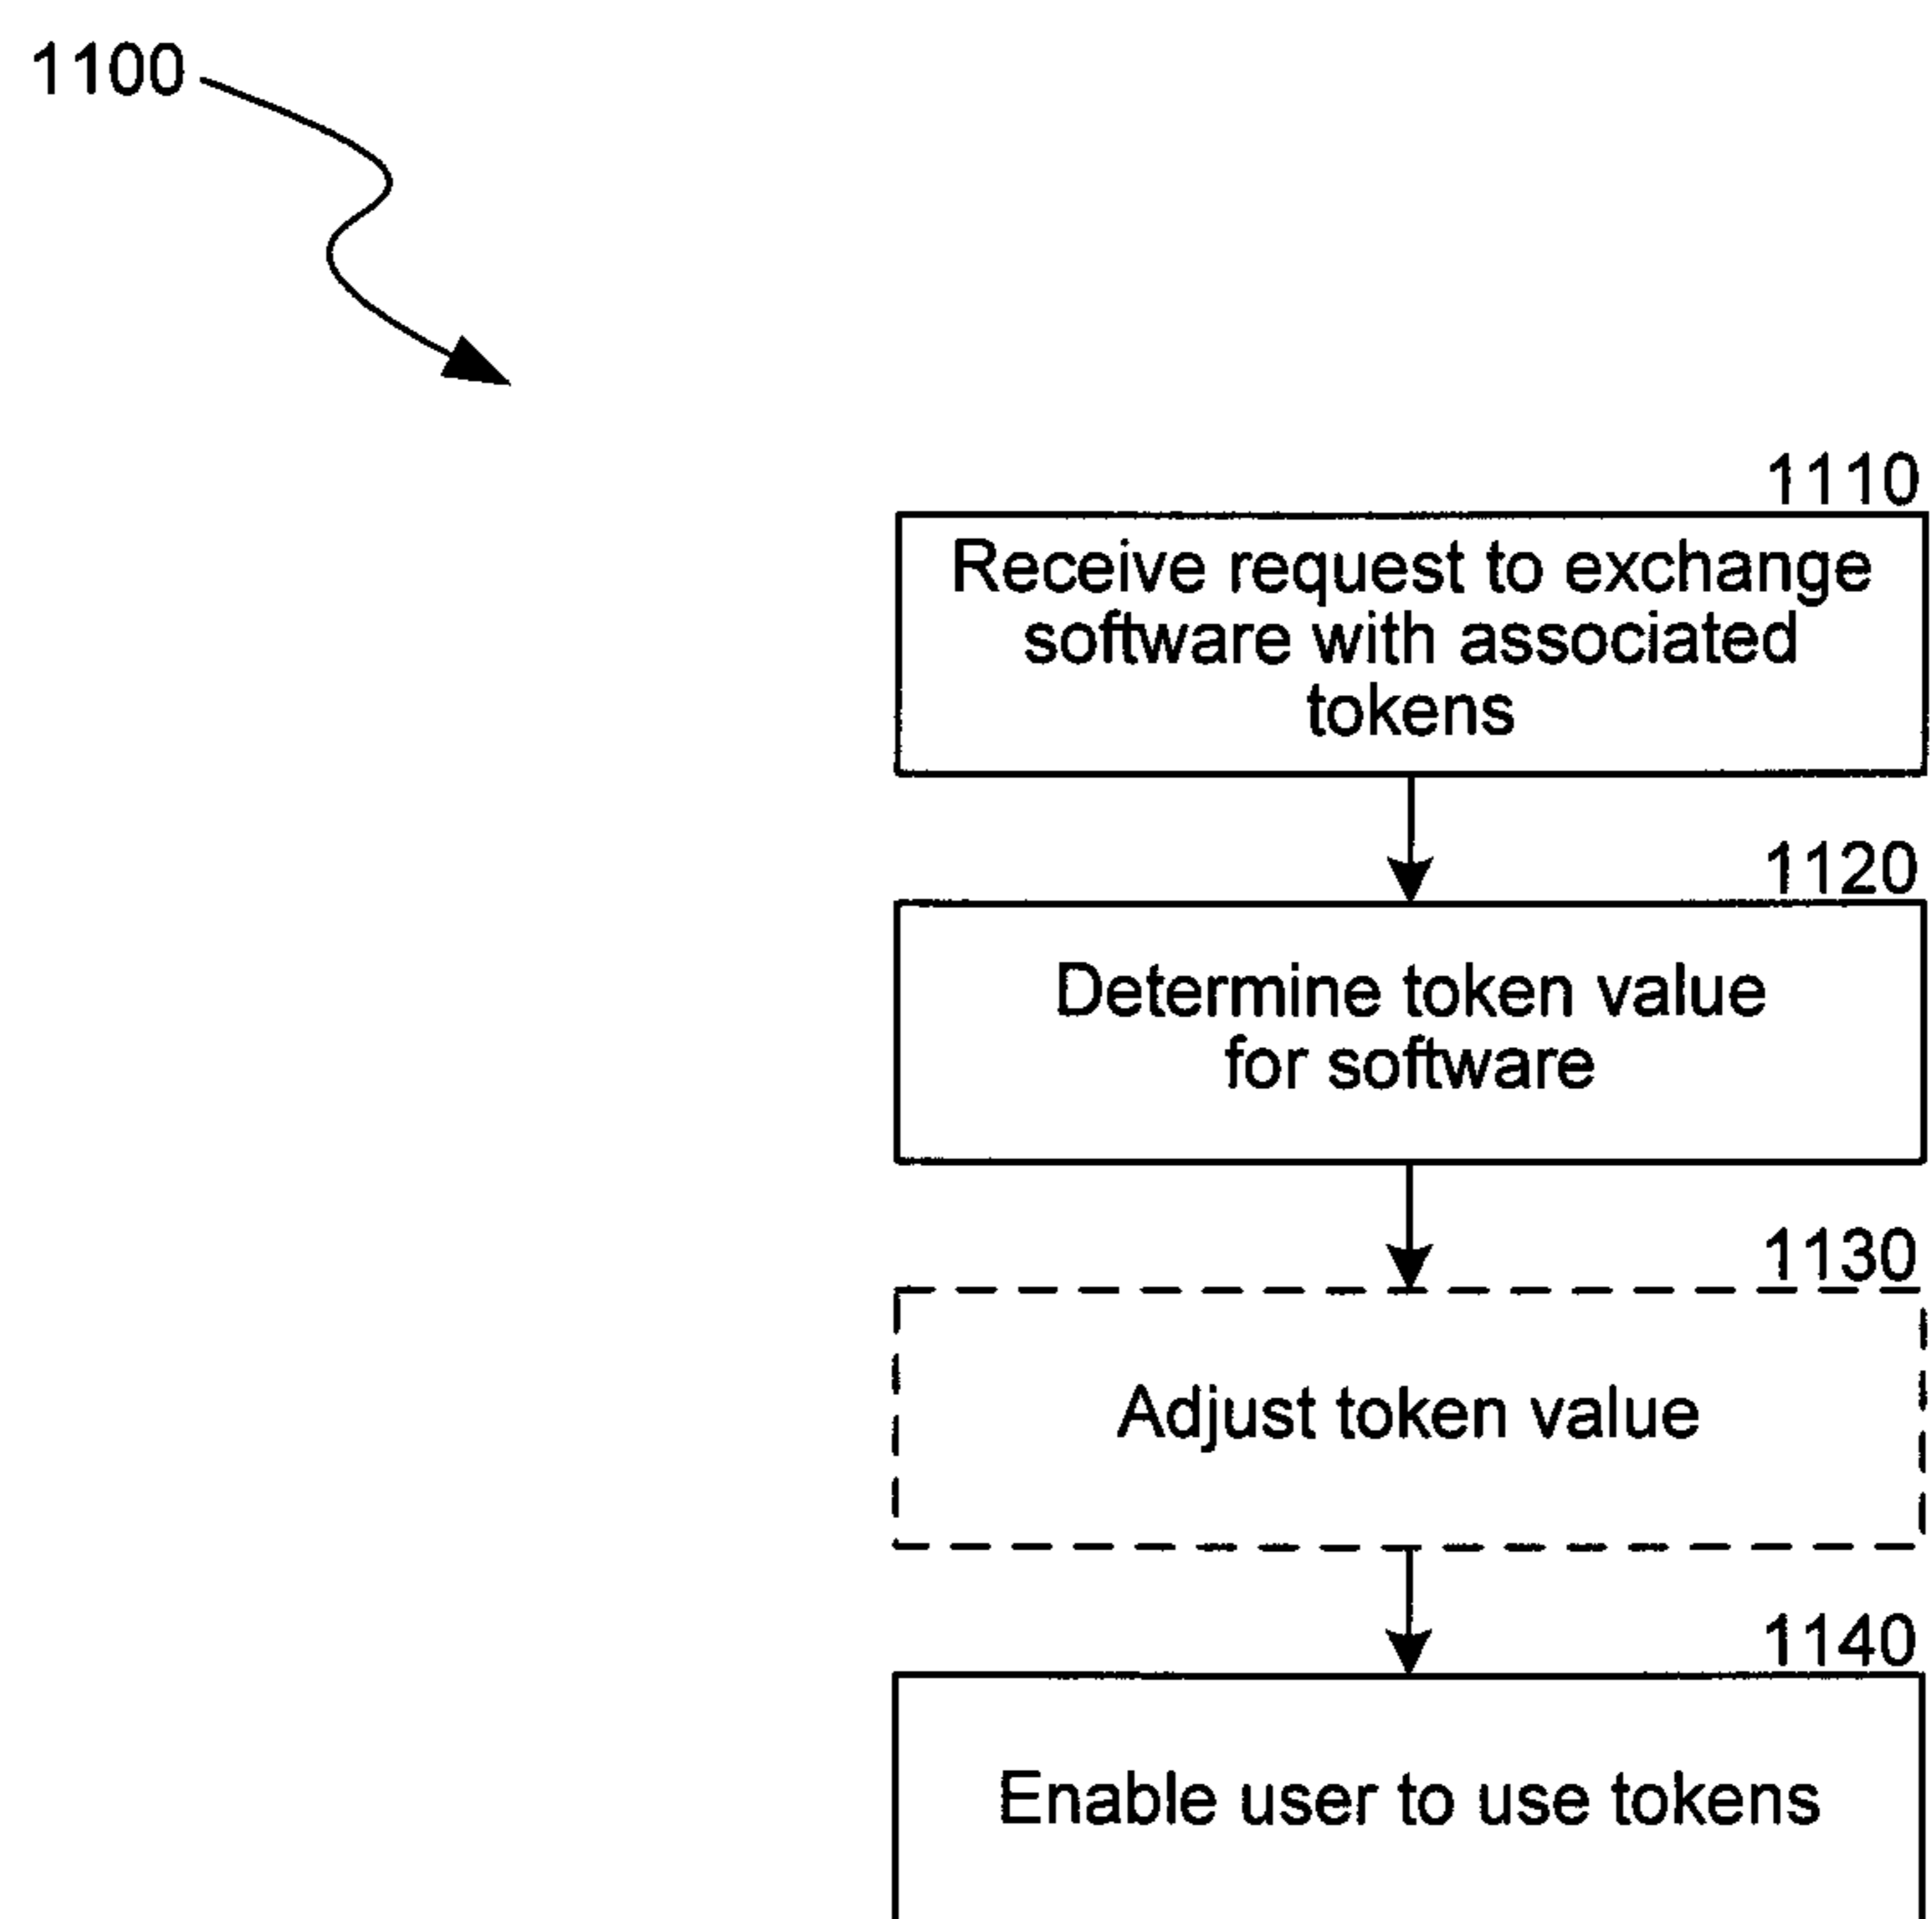 1100
1110
Receive request to exchange
software with associated
tokens
1120
Determine token value
for software
1130
Adjust token value
1140
Enable user to use tokens